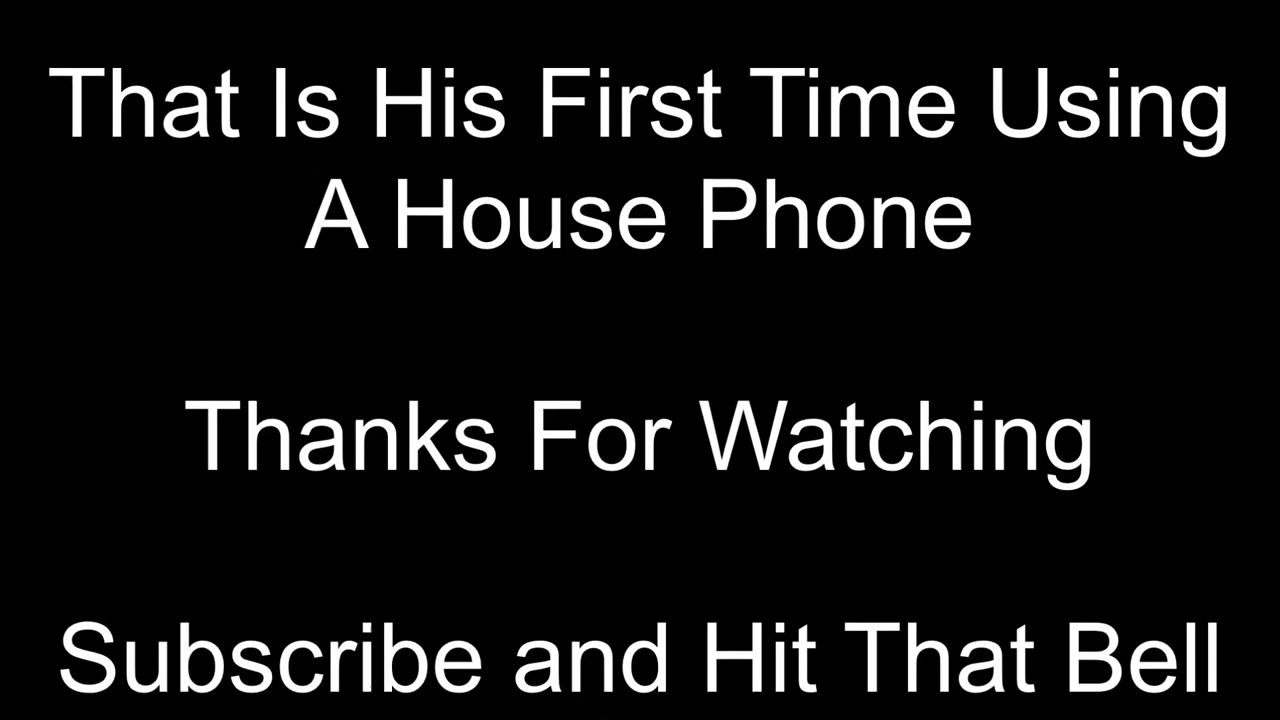 That Is His First Time Using
A House Phone
Thanks For Watching
Subscribe and Hit That Bell